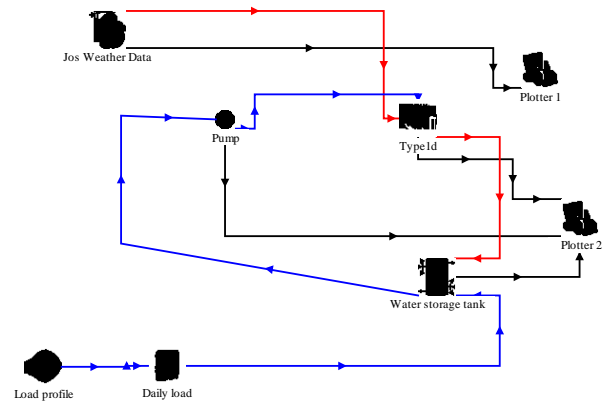 Jos Weather Data
Plotter 1
Pump
Type1d
Plotter 2
Water storage tank
Load profile
Daily load